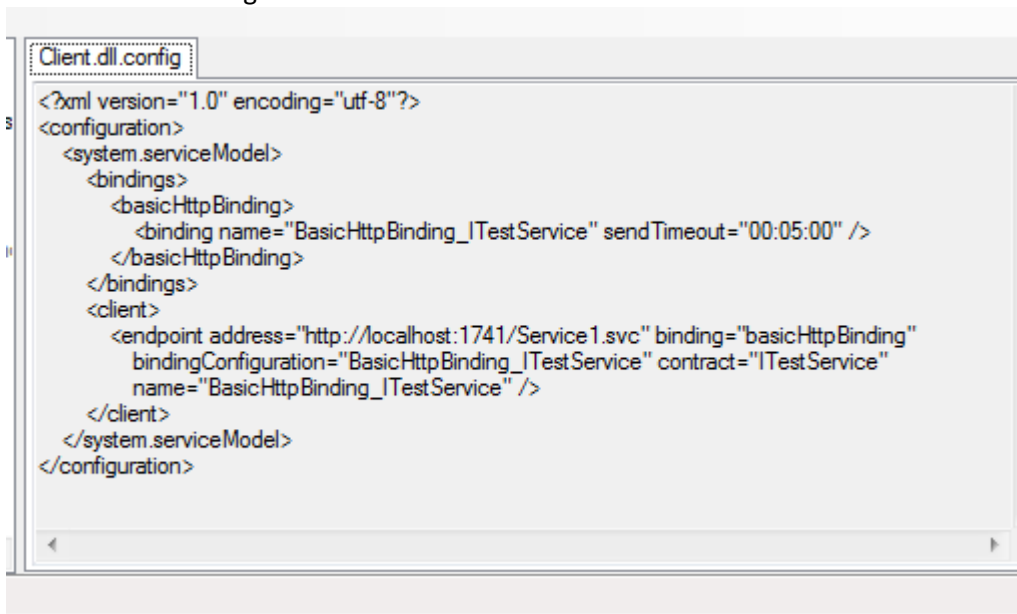 Client.dll.config
<?xml version="1.0" encoding="utf-8"?>
<configuration>
  <system.serviceModel>
    <bindings>
      <basicHttpBinding>
        <binding name="BasicHttpBinding_ITestService" sendTimeout="00:05:00" />
      </basicHttpBinding>
    </bindings>
    <client>
      <endpoint address="http://localhost:1741/Service1.svc" binding="basicHttpBinding"
        bindingConfiguration="BasicHttpBinding_ITestService" contract="ITestService"
        name="BasicHttpBinding_ITestService" />
    </client>
  </system.serviceModel>
</configuration>